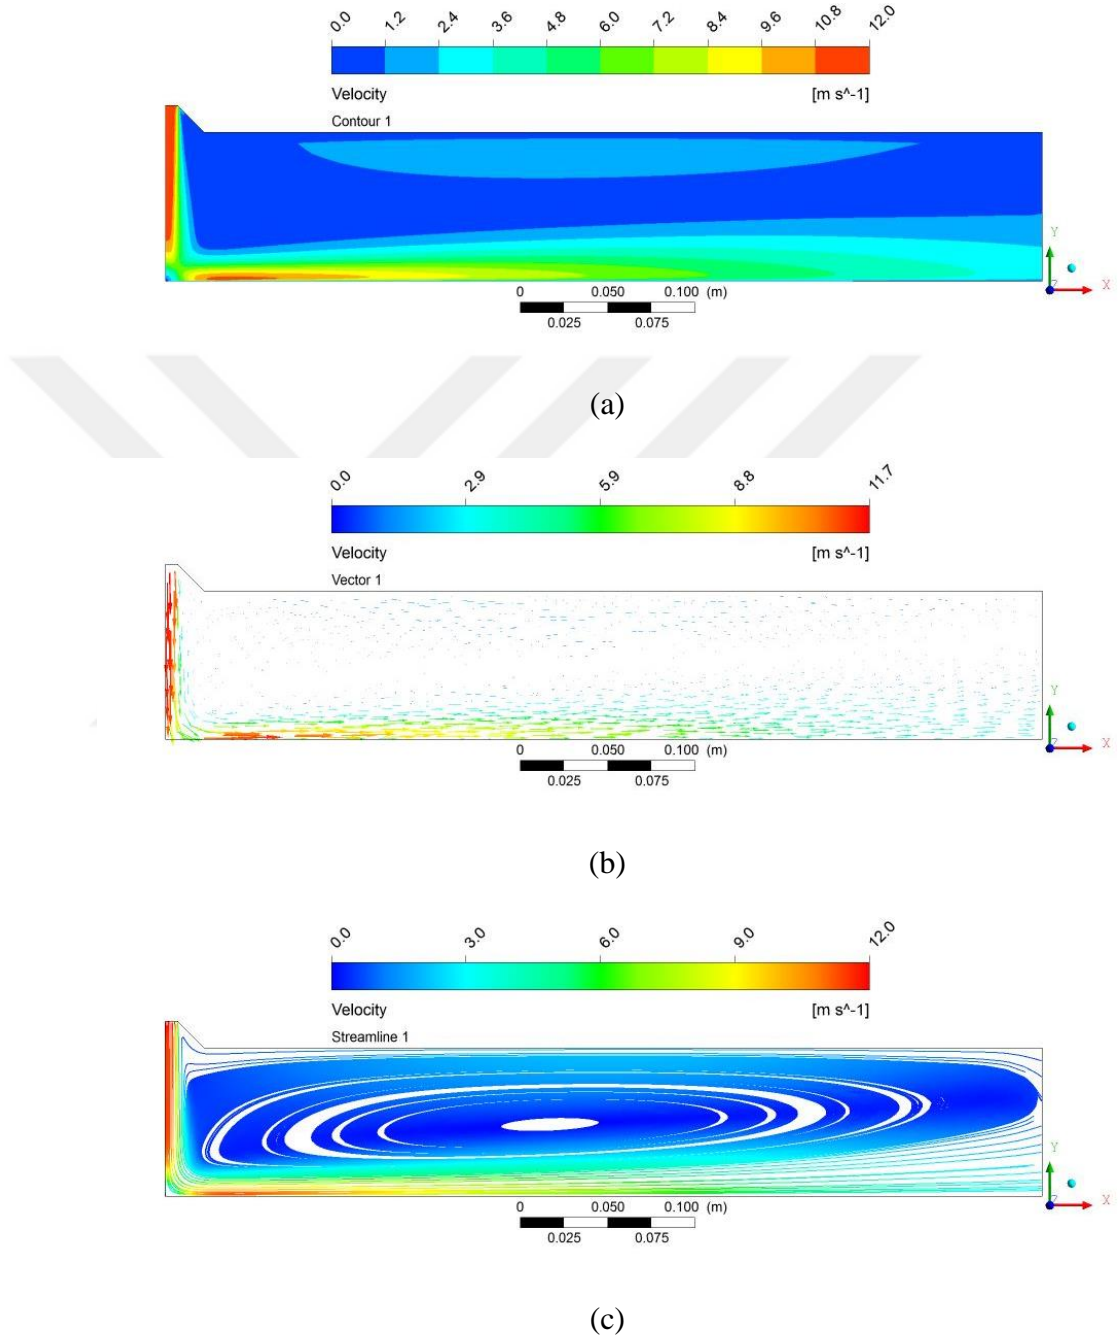 0.0 1.2 2.4 3.6 4.8 6.0 7.2 8.4 9.6 10.8 12.0
Velocity [m s^-1]
Contour 1
Y
Z X
0 0.050 0.100 (m)
0.025 0.075
(a)
0.0 2.9 5.9 8.8 11.7
Velocity [m s^-1]
Vector 1
Y
Z X
0 0.050 0.100 (m)
0.025 0.075
(b)
0.0 3.0 6.0 9.0 12.0
Velocity [m s^-1]
Streamline 1
Y
Z X
0 0.050 0.100 (m)
0.025 0.075
(c)